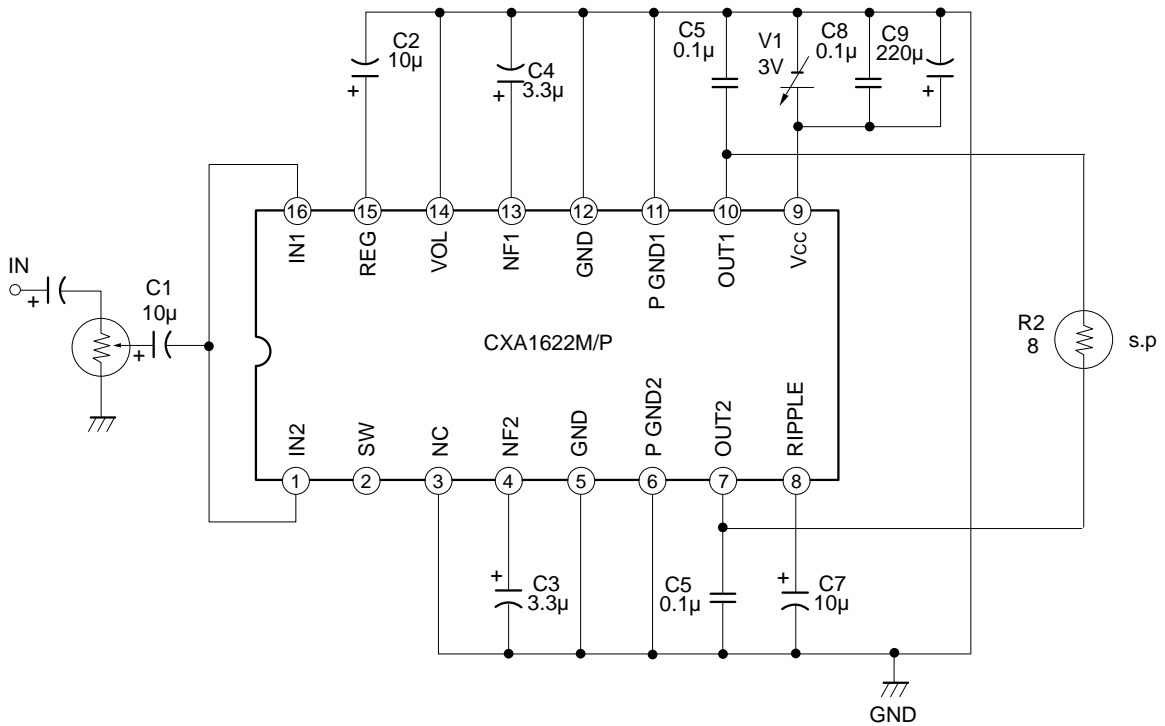 C2
10µ
C4
3.3µ
C5
0.1µ
V1
3V
C8
0.1µ
C9
220µ
+
+
+
16
15
14
13
12
11
10
9
IN1
REG
VOL
NF1
GND
P GND1
OUT1
Vcc
IN
+
C1
10µ
+
CXA1622M/P
R2
8
s.p
IN2
SW
NC
NF2
GND
P GND2
OUT2
RIPPLE
1
2
3
4
5
6
7
8
+
C3
3.3µ
C5
0.1µ
+
C7
10µ
GND